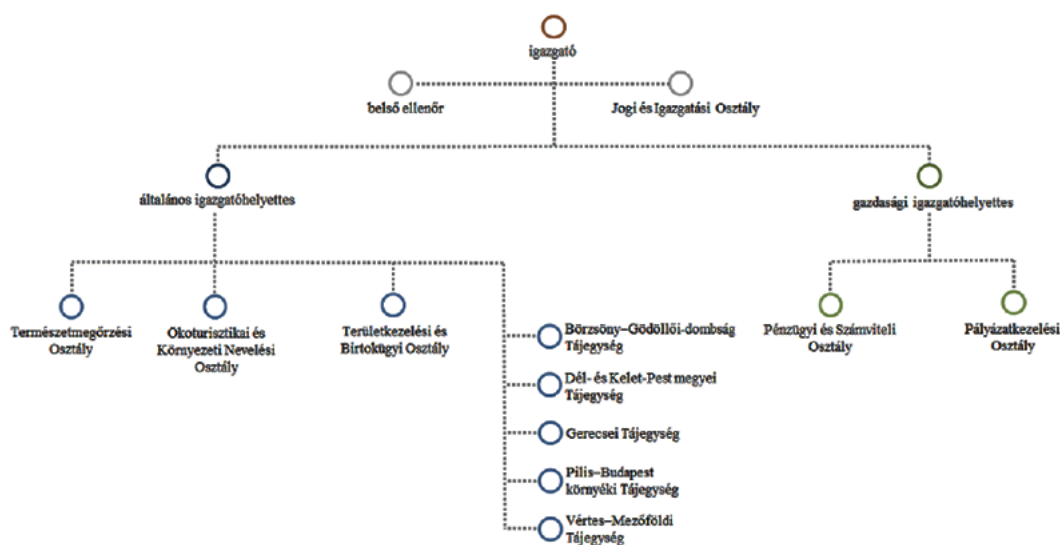 igazgató
belső ellenőr
Jogi és Igazgatási Osztály
általános igazgatóhelyettes
gazdasági igazgatóhelyettes
Természetmegőrzési
Osztály
Ökoturisztikai és
Környezeti Nevelési
Osztály
Területkezelési és
Birtokügyi Osztály
Börzsöny–Gödöllői-dombság
Tájegység
Dél- és Kelet-Pest megyei
Tájegység
Gerecsei Tájegység
Pilis–Budapest
környéki Tájegység
Vértes–Mezőföldi
Tájegység
Pénzügyi és Számviteli
Osztály
Pályázatkezelési
Osztály